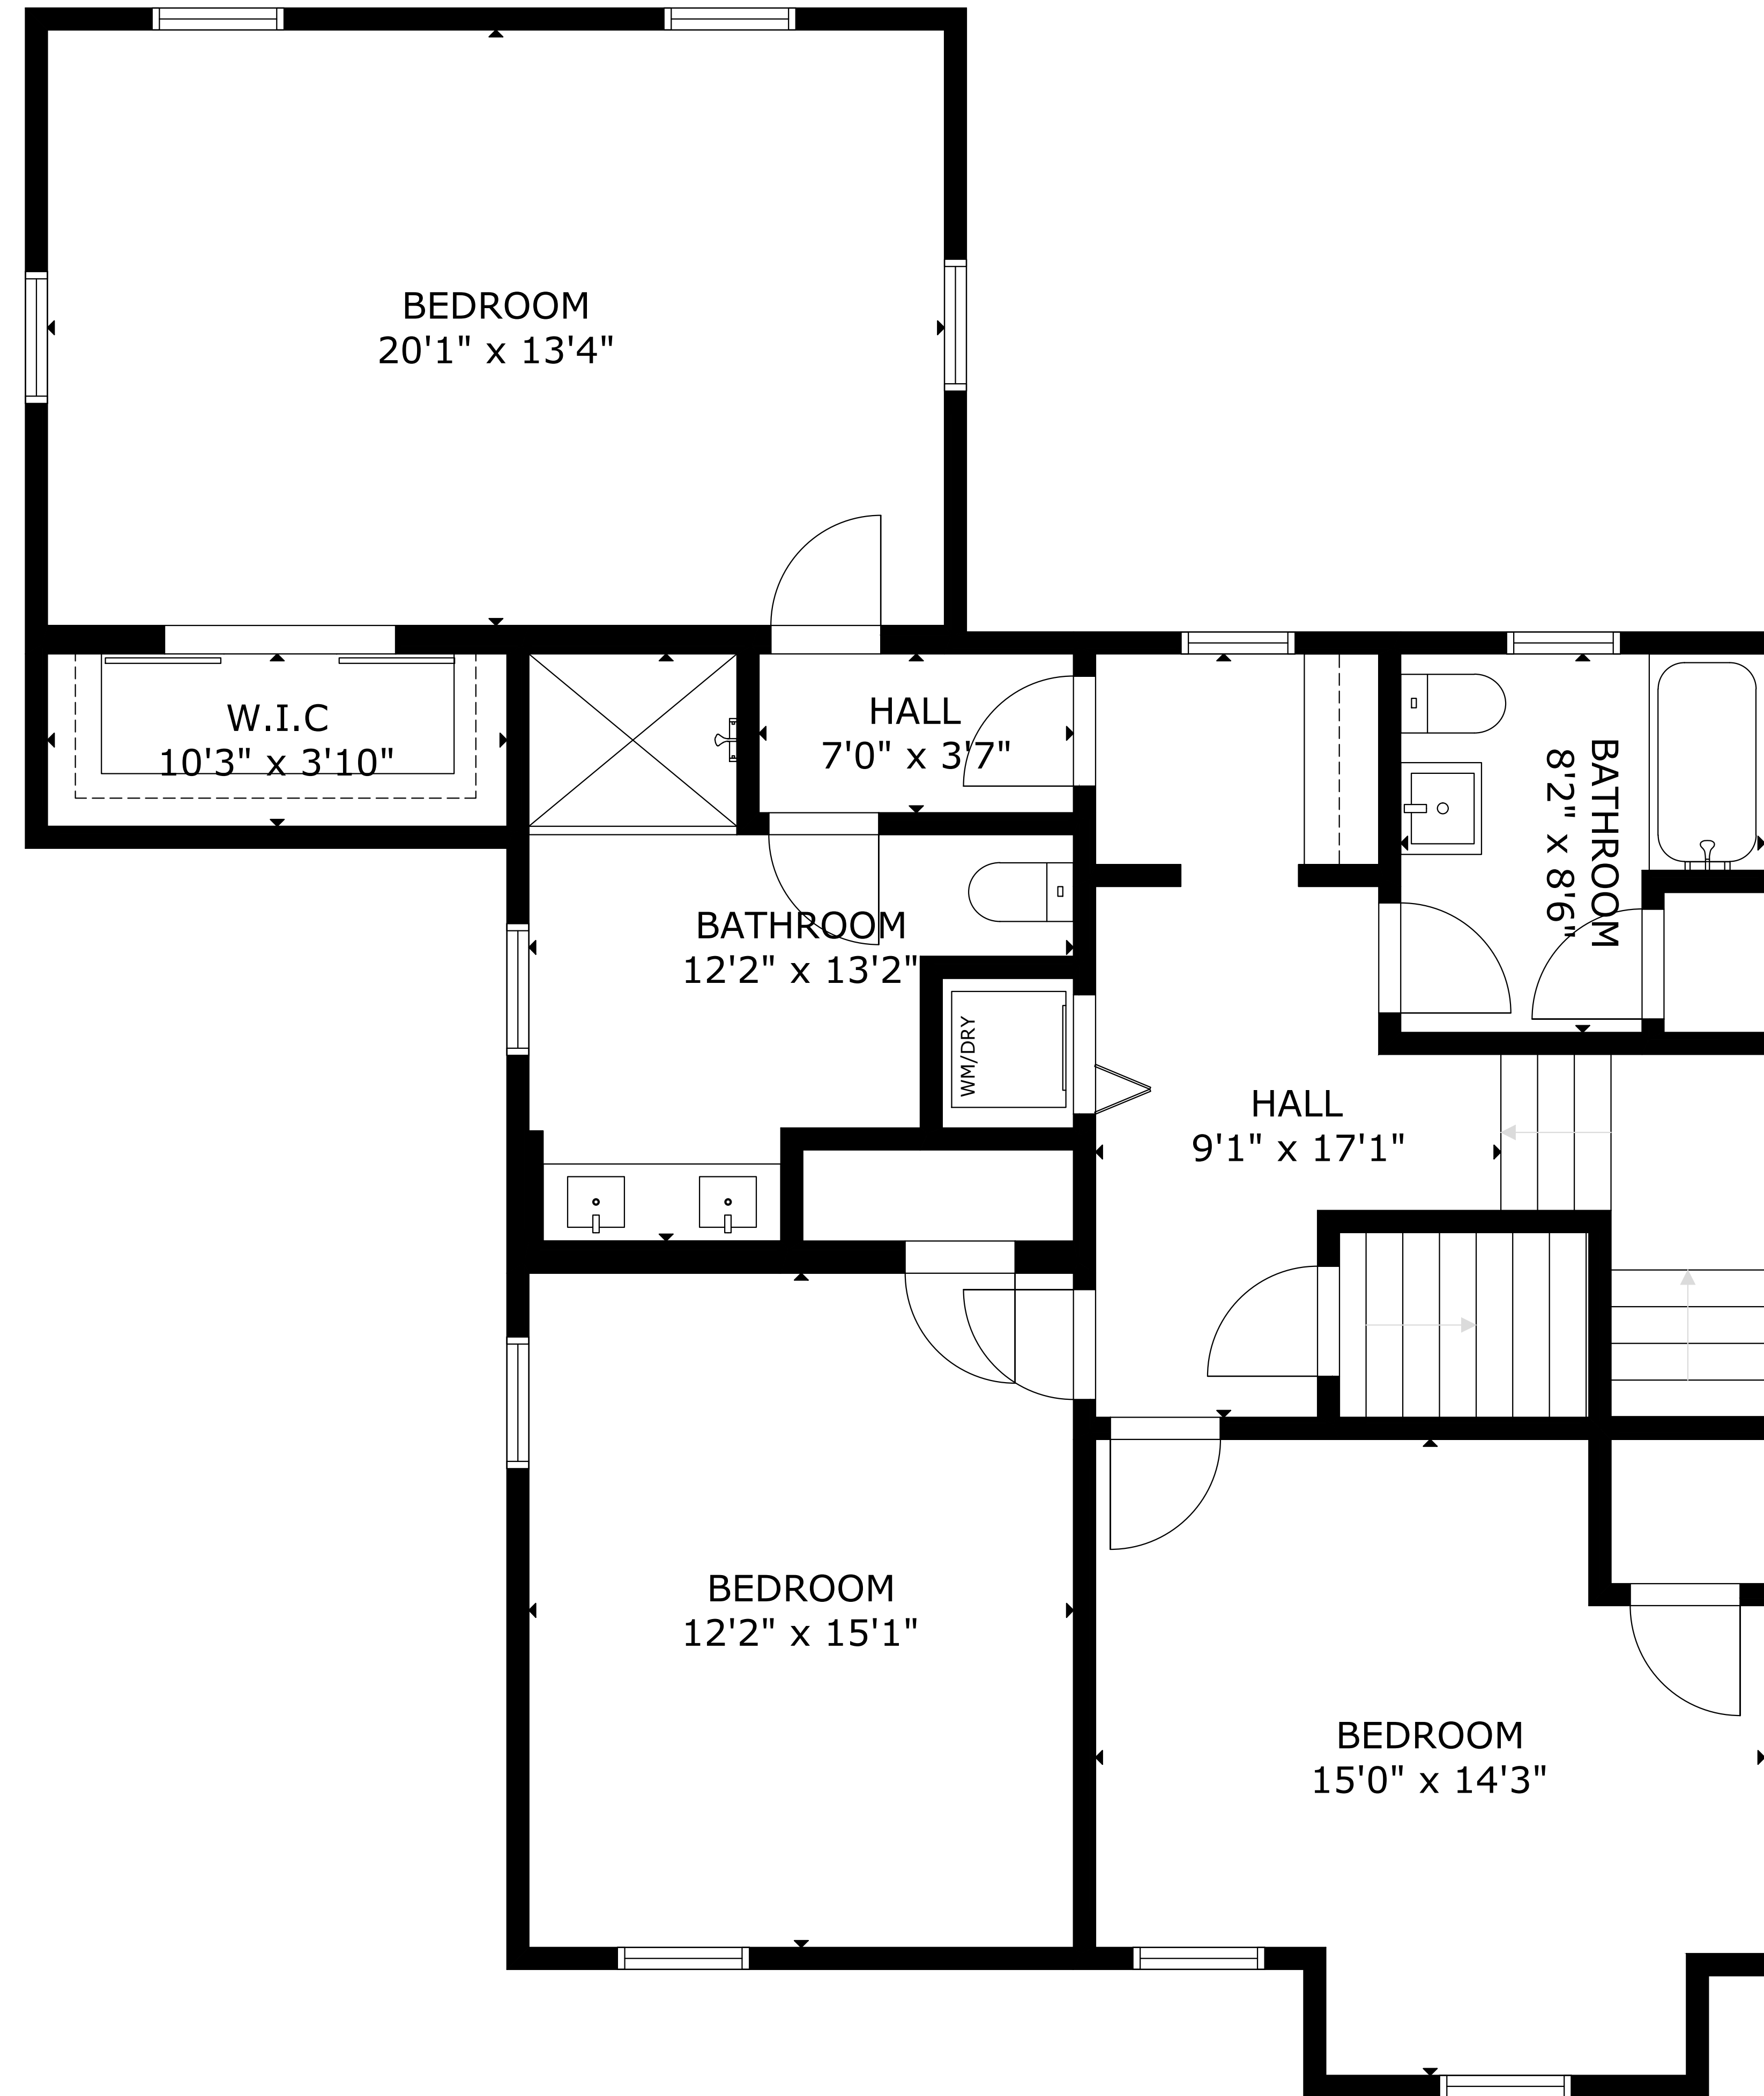 BEDROOM
20'1" x 13'4"
W.I.C
10'3" x 3'10"
HALL
7'0" x 3'7"
BATHROOM
8'2" x 8'6"
BATHROOM
12'2" x 13'2"
WM/DRY
HALL
9'1" x 17'1"
BEDROOM
12'2" x 15'1"
BEDROOM
15'0" x 14'3"